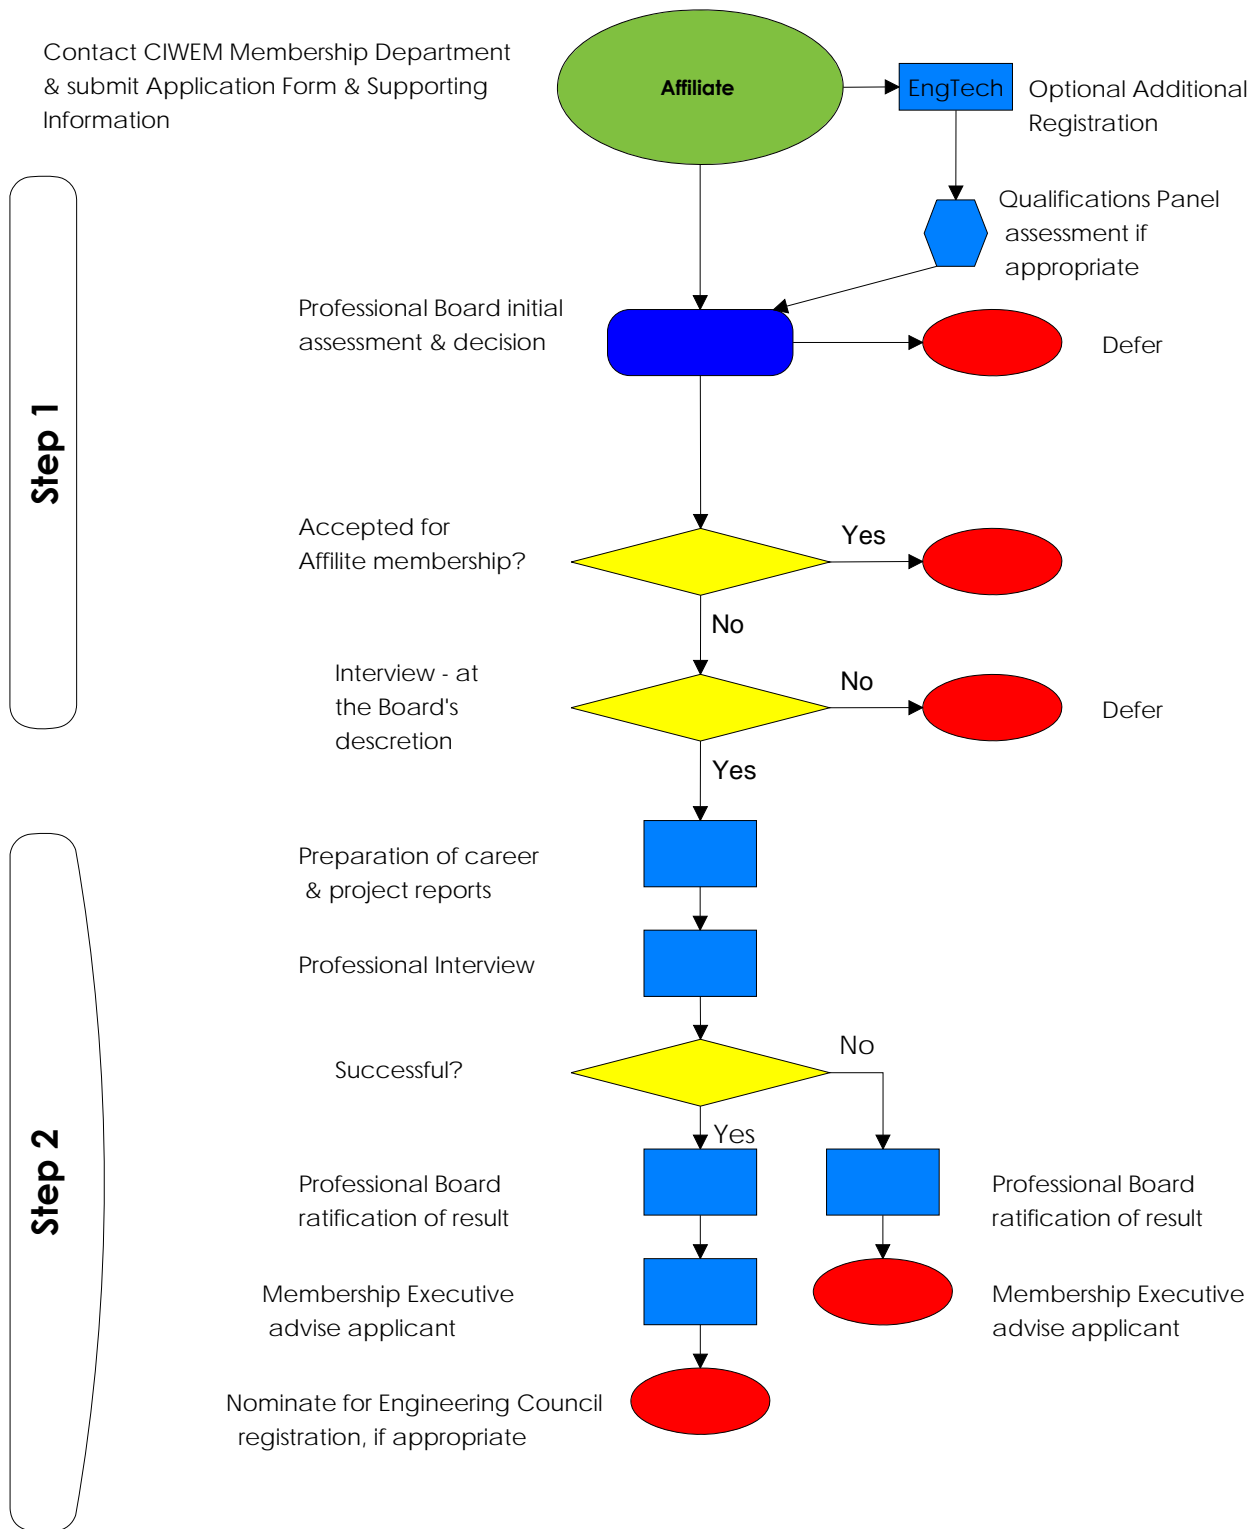 Contact CIWEM Membership Department
& submit Application Form & Supporting
Information
Affiliate
EngTech
Optional Additional
Registration
Qualifications Panel
assessment if
appropriate
Step 1
Professional Board initial
assessment & decision
Defer
Accepted for
Affilite membership?
Yes
No
Interview - at
the Board's
descretion
No
Defer
Yes
Step 2
Preparation of career
& project reports
Professional Interview
Successful?
No
Yes
Professional Board
ratification of result
Professional Board
ratification of result
Membership Executive
advise applicant
Membership Executive
advise applicant
Nominate for Engineering Council
registration, if appropriate